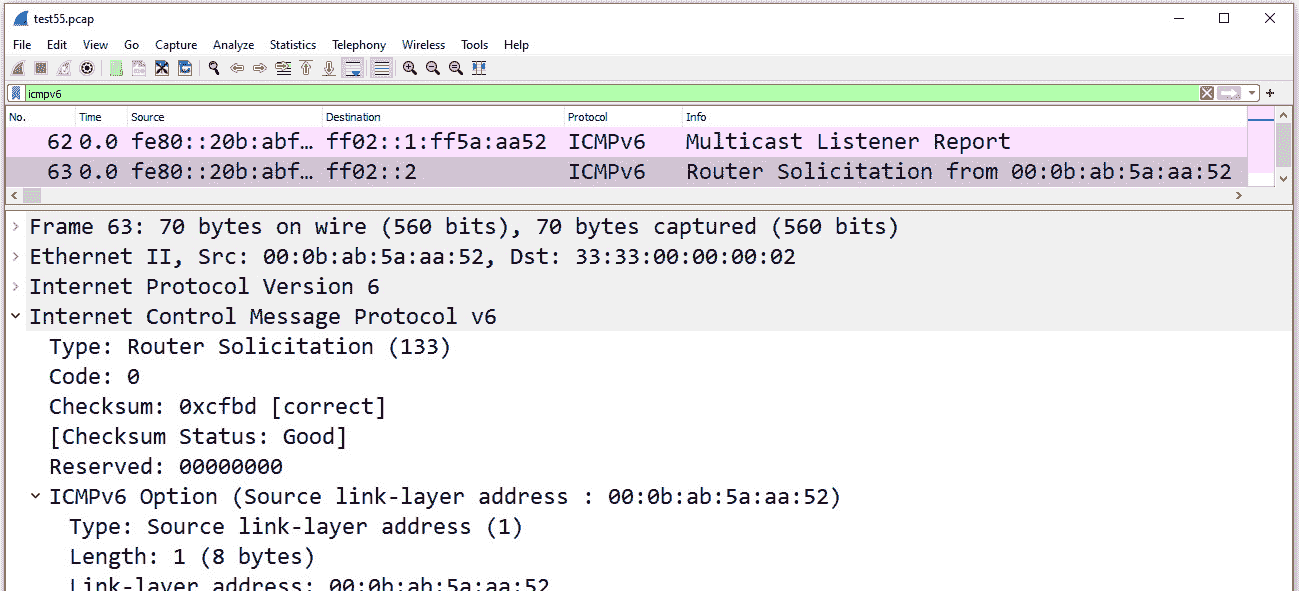 test55.pcap
File Edit View Go Capture Analyze Statistics Telephony Wireless Tools Help
icmpv6
No. Time Source Destination Protocol Info
62 0.0 fe80::20b:abf… ff02::1:ff5a:aa52 ICMPv6 Multicast Listener Report
63 0.0 fe80::20b:abf… ff02::2 ICMPv6 Router Solicitation from 00:0b:ab:5a:aa:52
Frame 63: 70 bytes on wire (560 bits), 70 bytes captured (560 bits)
Ethernet II, Src: 00:0b:ab:5a:aa:52, Dst: 33:33:00:00:00:02
Internet Protocol Version 6
Internet Control Message Protocol v6
Type: Router Solicitation (133)
Code: 0
Checksum: 0xcfbd [correct]
[Checksum Status: Good]
Reserved: 00000000
ICMPv6 Option (Source link-layer address : 00:0b:ab:5a:aa:52)
Type: Source link-layer address (1)
Length: 1 (8 bytes)
Link-layer address: 00:0b:ab:5a:aa:52